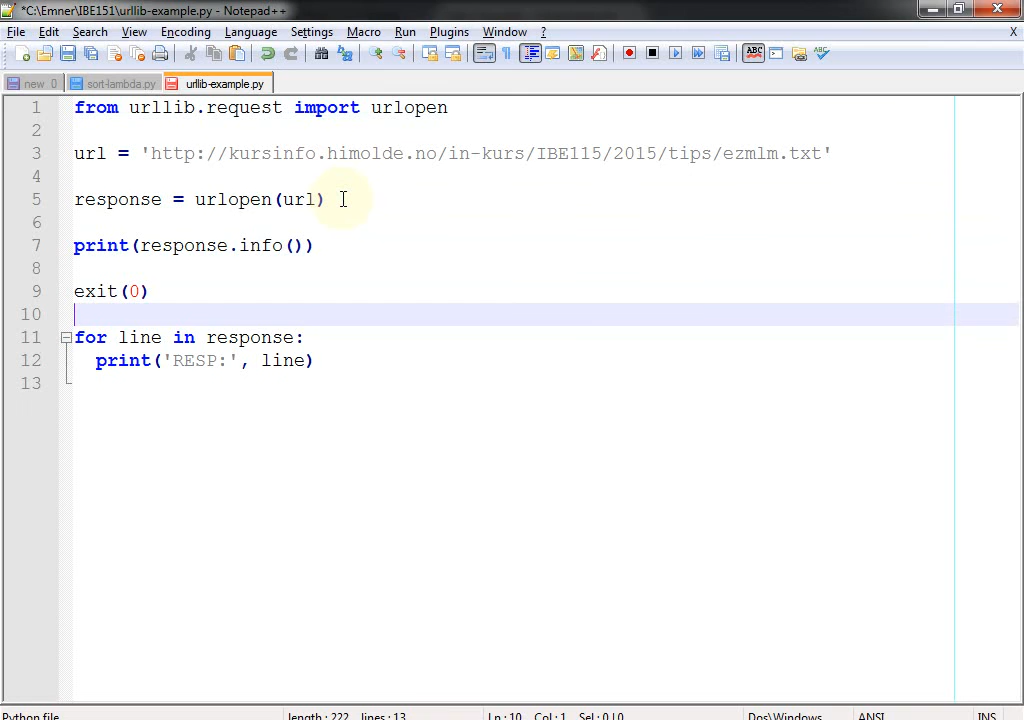 *C:\Emner\IBE151\urllib-example.py - Notepad++
File Edit Search View Encoding Language Settings Macro Run Plugins Window ? X
new 0 sort-lambda.py urllib-example.py
1 from urllib.request import urlopen
2
3 url = 'http://kursinfo.himolde.no/in-kurs/IBE115/2015/tips/ezmlm.txt'
4
5 response = urlopen(url)
6
7 print(response.info())
8
9 exit(0)
10
11 for line in response:
12 print('RESP:', line)
13
Python file length : 222 lines : 13 Ln : 10 Col : 1 Sel : 0 | 0 Dos\Windows ANSI INS